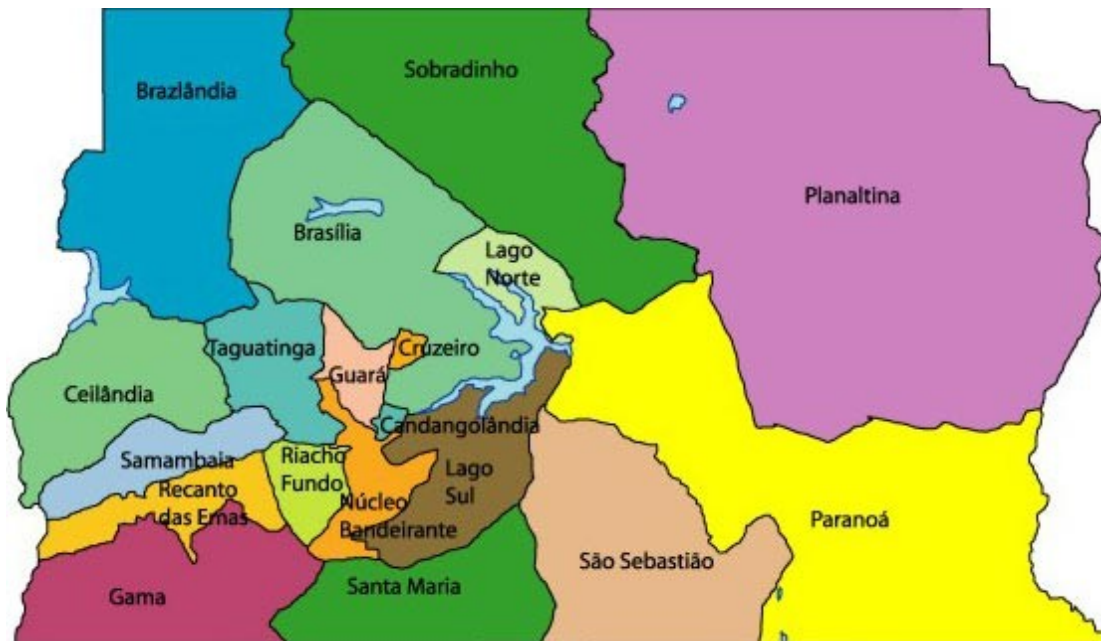 Sobradinho
Brazlândia
Planaltina
Brasília
Lago
Norte
Taguatinga
Cruzeiro
Guará
Ceilândia
Candangolândia
Samambaia
Riacho
Fundo
Lago
Sul
Recanto
das Emas
Núcleo
Bandeirante
Paranoá
São Sebastião
Santa Maria
Gama